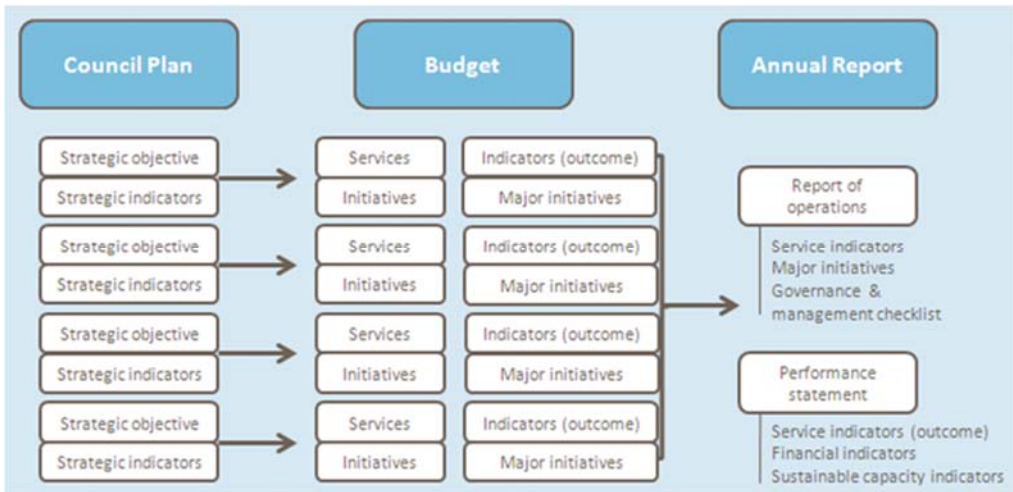 Council Plan
Budget
Annual Report
Strategic objective
Strategic indicators
Services
Initiatives
Indicators (outcome)
Major initiatives
Strategic objective
Strategic indicators
Services
Initiatives
Indicators (outcome)
Major initiatives
Strategic objective
Strategic indicators
Services
Initiatives
Indicators (outcome)
Major initiatives
Strategic objective
Strategic indicators
Services
Initiatives
Indicators (outcome)
Major initiatives
Report of
operations
Service indicators
Major initiatives
Governance &
management checklist
Performance
statement
Service indicators (outcome)
Financial indicators
Sustainable capacity indicators